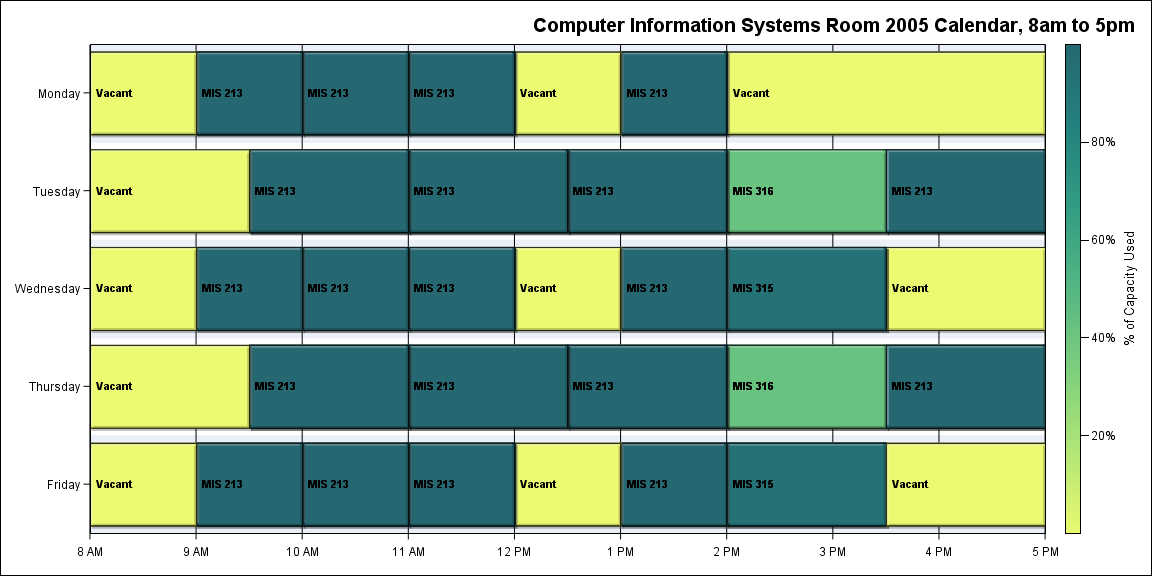 Computer Information Systems Room 2005 Calendar, 8am to 5pm
Monday
Vacant
MIS 213
MIS 213
MIS 213
Vacant
MIS 213
Vacant
Tuesday
Vacant
MIS 213
MIS 213
MIS 213
MIS 316
MIS 213
Wednesday
Vacant
MIS 213
MIS 213
MIS 213
Vacant
MIS 213
MIS 315
Vacant
Thursday
Vacant
MIS 213
MIS 213
MIS 213
MIS 316
MIS 213
Friday
Vacant
MIS 213
MIS 213
MIS 213
Vacant
MIS 213
MIS 315
Vacant
8 AM
9 AM
10 AM
11 AM
12 PM
1 PM
2 PM
3 PM
4 PM
5 PM
80%
60%
40%
20%
% of Capacity Used